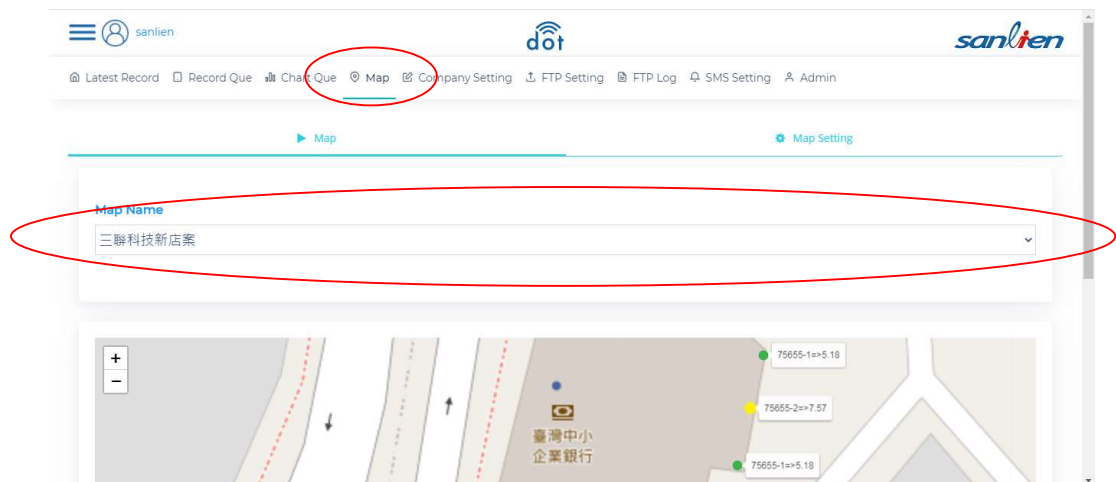 sanlien
dot
sanlien
Latest Record Record Que Chart Que Map Company Setting FTP Setting FTP Log SMS Setting Admin
Map Map Setting
Map Name
三聯科技新店案
+
−
75655-1=>5.18
75655-2=>7.57
臺灣中小
企業銀行
75655-1=>5.18